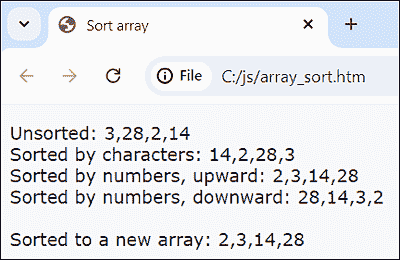 Sort array
File
C:/js/array_sort.htm
Unsorted: 3,28,2,14
Sorted by characters: 14,2,28,3
Sorted by numbers, upward: 2,3,14,28
Sorted by numbers, downward: 28,14,3,2
Sorted to a new array: 2,3,14,28